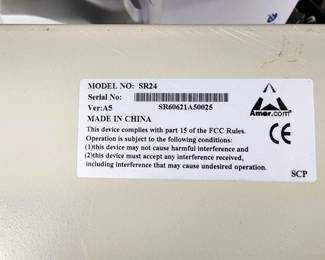 MODEL NO: SR24
Serial No:
Ver:A5 SR60621A50025
MADE IN CHINA
Amer.com
This device complies with part 15 of the FCC Rules.
Operation is subject to the following conditions:
(1)this device may not cause harmful interference and
(2)this device must accept any interference received,
including interference that may cause undesired operation.
CE
SCP